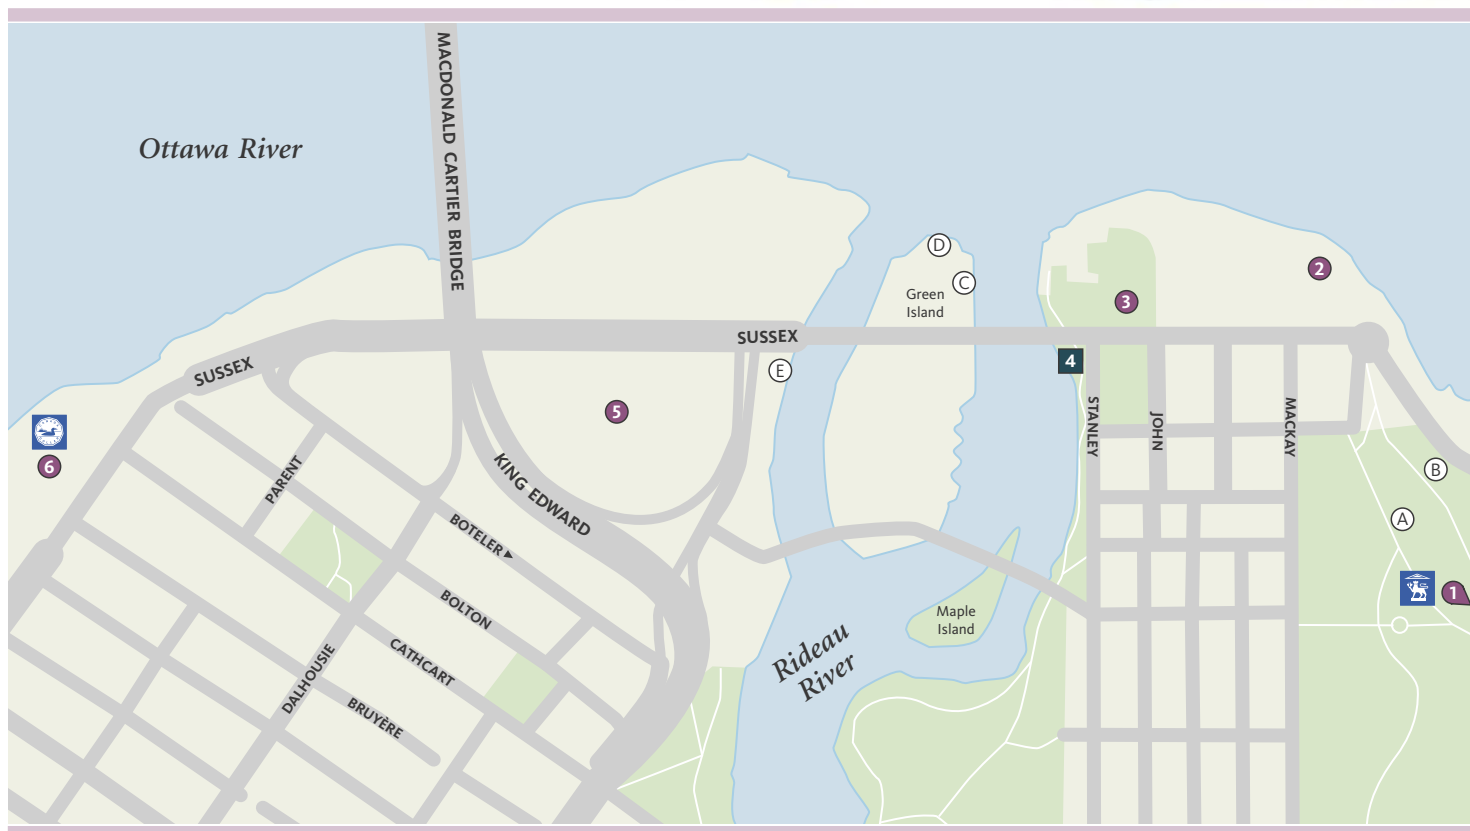 MACDONALD CARTIER BRIDGE
Ottawa River
D
C
Green
Island
2
3
SUSSEX
SUSSEX
E
4
5
6
STANLEY
JOHN
MACKAY
B
A
1
PARENT
KING EDWARD
BOTELER▸
BOLTON
CATHCART
DALHOUSIE
BRUYÈRE
Maple
Island
Rideau
River